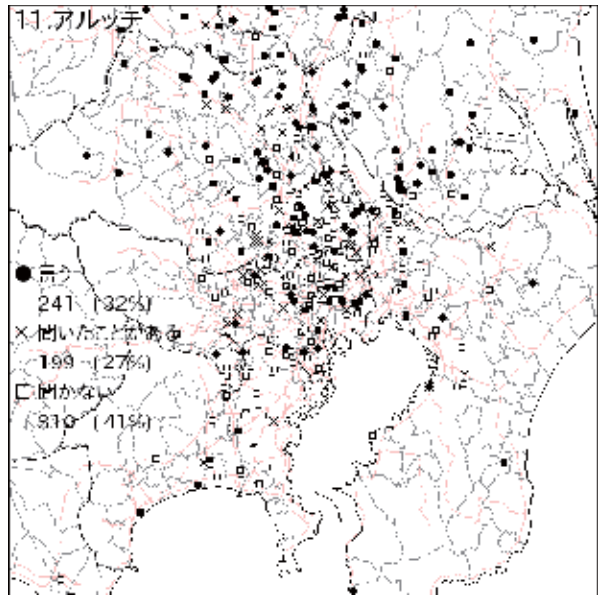 11.アルッテ
● 言う
241 (32%)
× 聞いたことがある
199 (27%)
□ 聞かない
310 (41%)